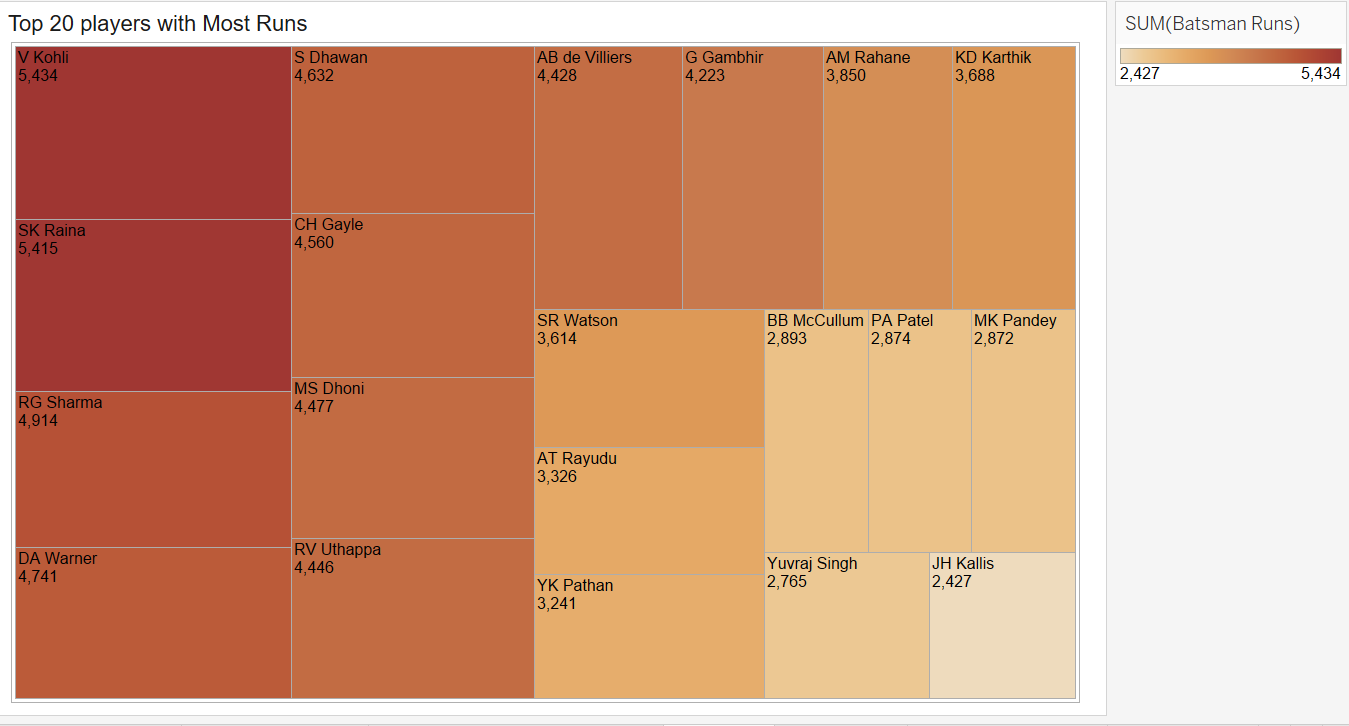 Top 20 players with Most Runs
V Kohli
5,434
SK Raina
5,415
RG Sharma
4,914
DA Warner
4,741
S Dhawan
4,632
CH Gayle
4,560
MS Dhoni
4,477
RV Uthappa
4,446
AB de Villiers
4,428
G Gambhir
4,223
AM Rahane
3,850
KD Karthik
3,688
SR Watson
3,614
AT Rayudu
3,326
YK Pathan
3,241
BB McCullum
2,893
PA Patel
2,874
MK Pandey
2,872
Yuvraj Singh
2,765
JH Kallis
2,427
SUM(Batsman Runs)
2,427 5,434